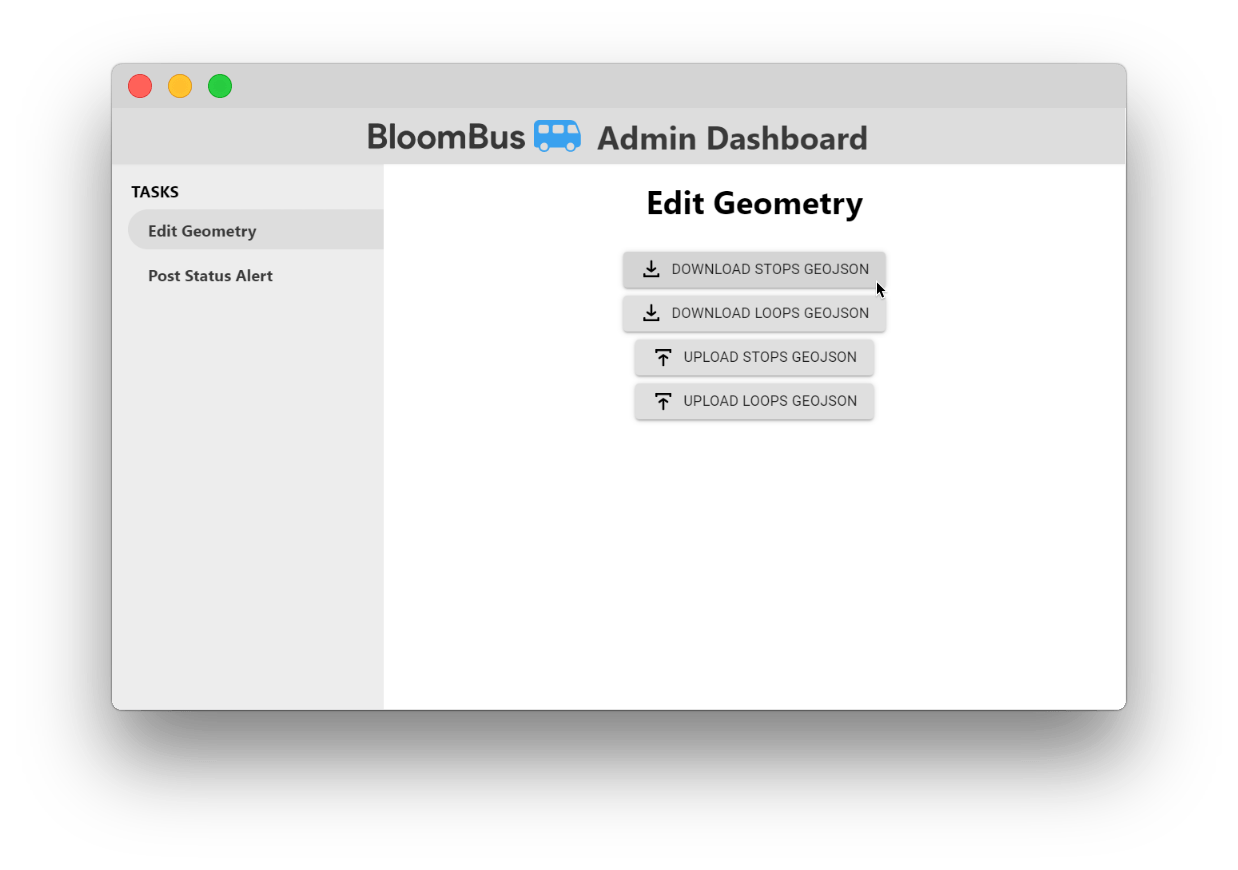 BloomBus Admin Dashboard
TASKS
Edit Geometry
Post Status Alert
Edit Geometry
DOWNLOAD STOPS GEOJSON
DOWNLOAD LOOPS GEOJSON
UPLOAD STOPS GEOJSON
UPLOAD LOOPS GEOJSON